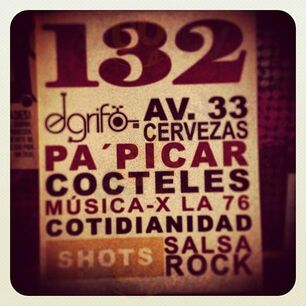 132
elgrifo AV. 33
CERVEZAS
PA´PICAR
COCTELES
MÚSICA-X LA 76
COTIDIANIDAD
SHOTS SALSA
ROCK